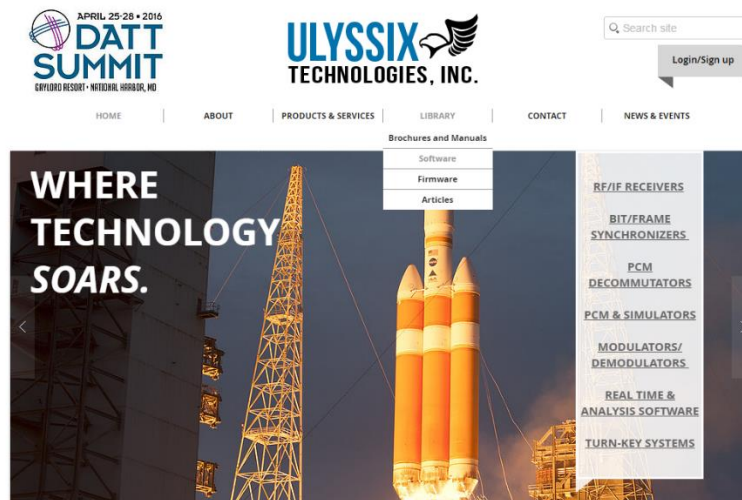 APRIL 25-28 • 2016
DATT
SUMMIT
GAYLORD RESORT • NATIONAL HARBOR, MD
ULYSSIX
TECHNOLOGIES, INC.
Search site
Login/Sign up
HOME
ABOUT
PRODUCTS & SERVICES
LIBRARY
CONTACT
NEWS & EVENTS
Brochures and Manuals
Software
Firmware
Articles
WHERE
TECHNOLOGY
SOARS.
RF/IF RECEIVERS
BIT/FRAME
SYNCHRONIZERS
PCM
DECOMMUTATORS
PCM & SIMULATORS
MODULATORS/
DEMODULATORS
REAL TIME &
ANALYSIS SOFTWARE
TURN-KEY SYSTEMS